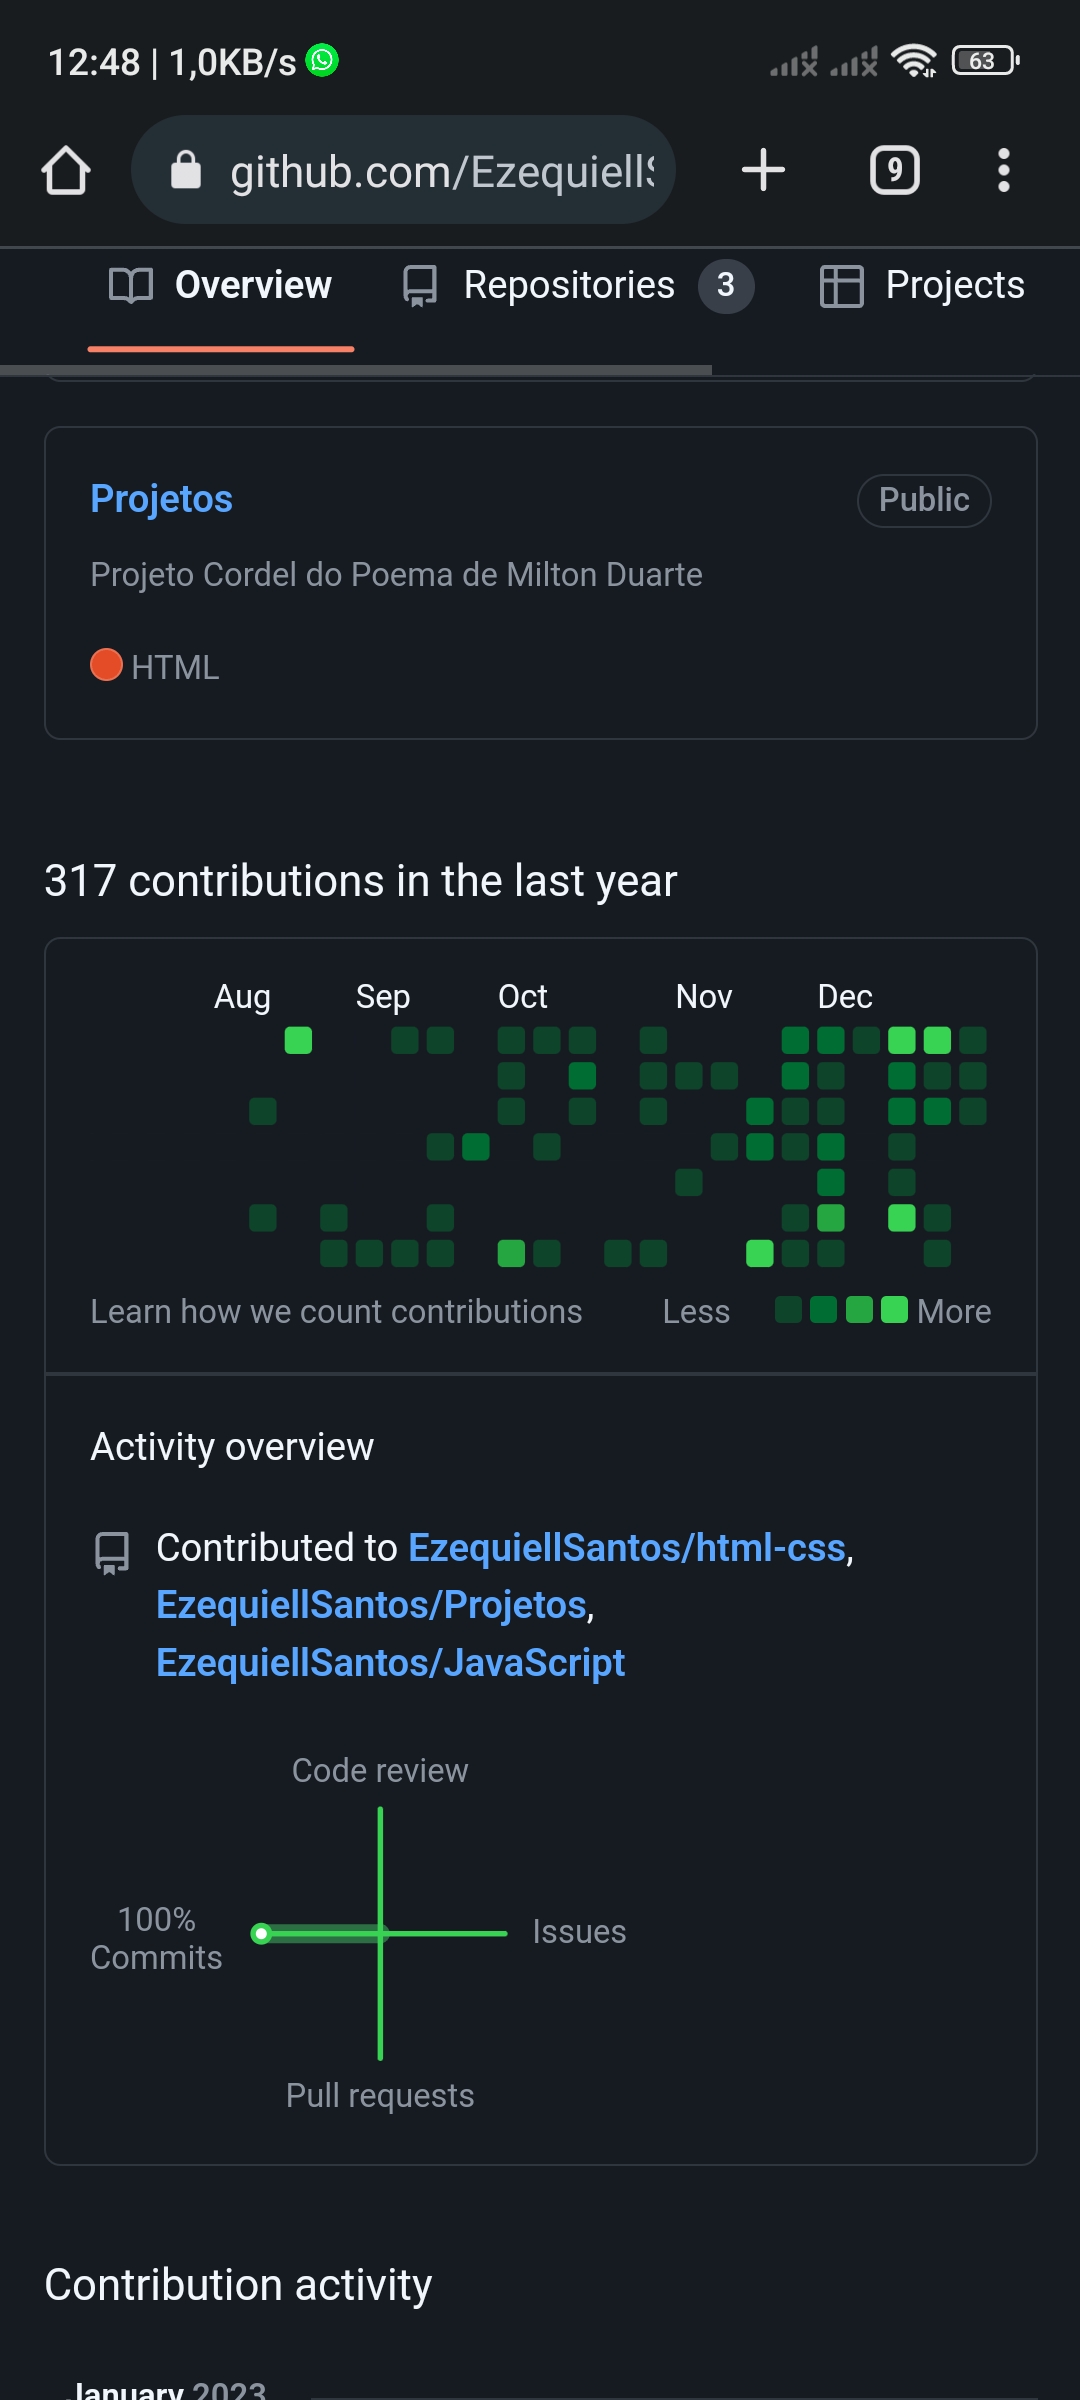 12:48 | 1,0KB/s
63
github.com/Ezequiell
9
Overview
Repositories 3
Projects
Projetos
Public
Projeto Cordel do Poema de Milton Duarte
HTML
317 contributions in the last year
Aug Sep Oct Nov Dec
Learn how we count contributions
Less More
Activity overview
Contributed to EzequiellSantos/html-css,
EzequiellSantos/Projetos,
EzequiellSantos/JavaScript
Code review
100%
Commits
Issues
Pull requests
Contribution activity
January 2023